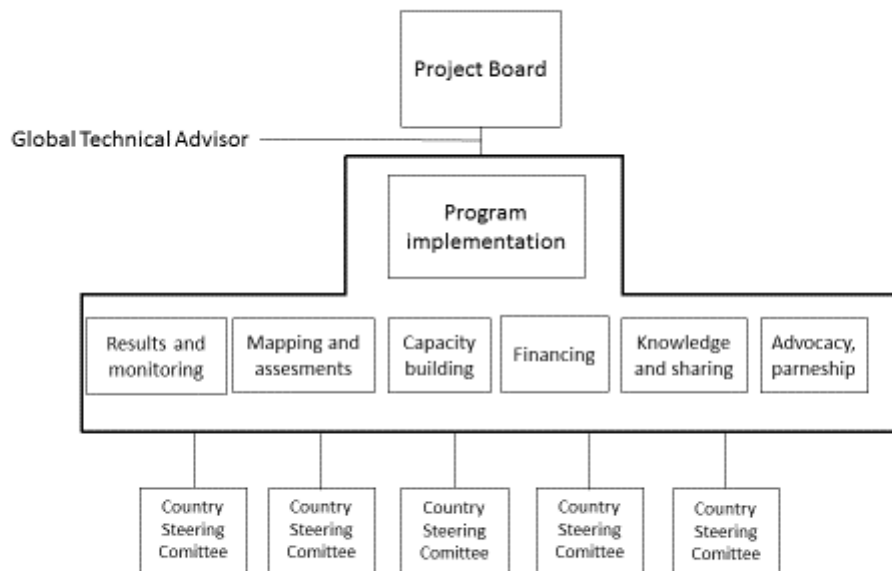 Project Board
Global Technical Advisor
Program
implementation
Results and
monitoring
Mapping and
assesments
Capacity
building
Financing
Knowledge
and sharing
Advocacy,
parneship
Country
Steering
Comittee
Country
Steering
Comittee
Country
Steering
Comittee
Country
Steering
Comittee
Country
Steering
Comittee